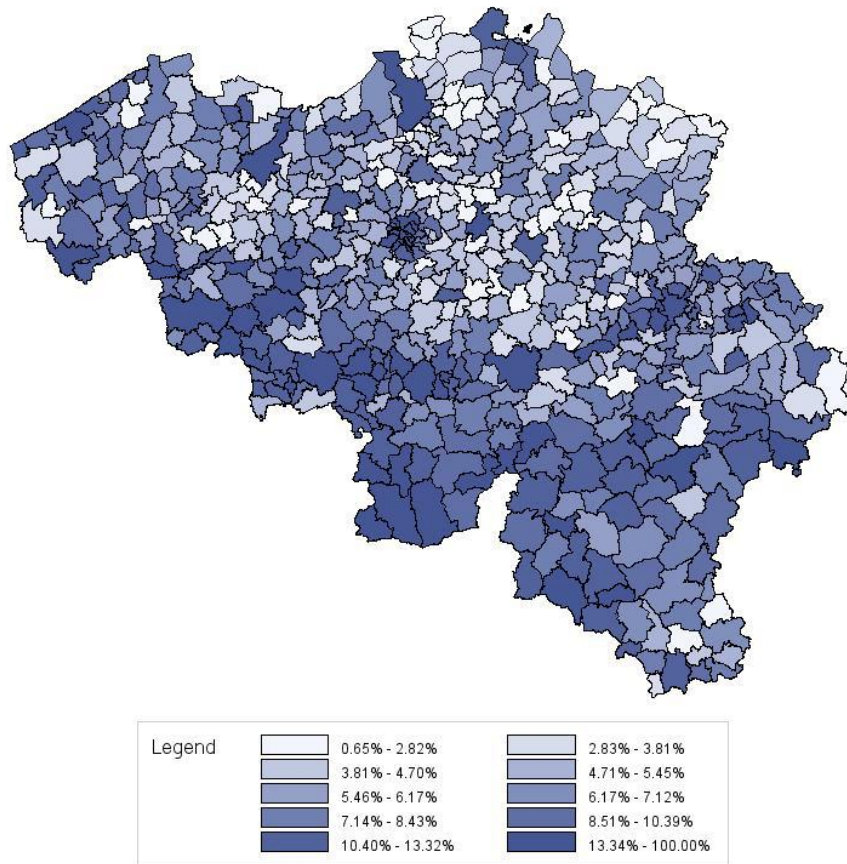 Legend
0.65% - 2.82% 2.83% - 3.81%
3.81% - 4.70% 4.71% - 5.45%
5.46% - 6.17% 6.17% - 7.12%
7.14% - 8.43% 8.51% - 10.39%
10.40% - 13.32% 13.34% - 100.00%